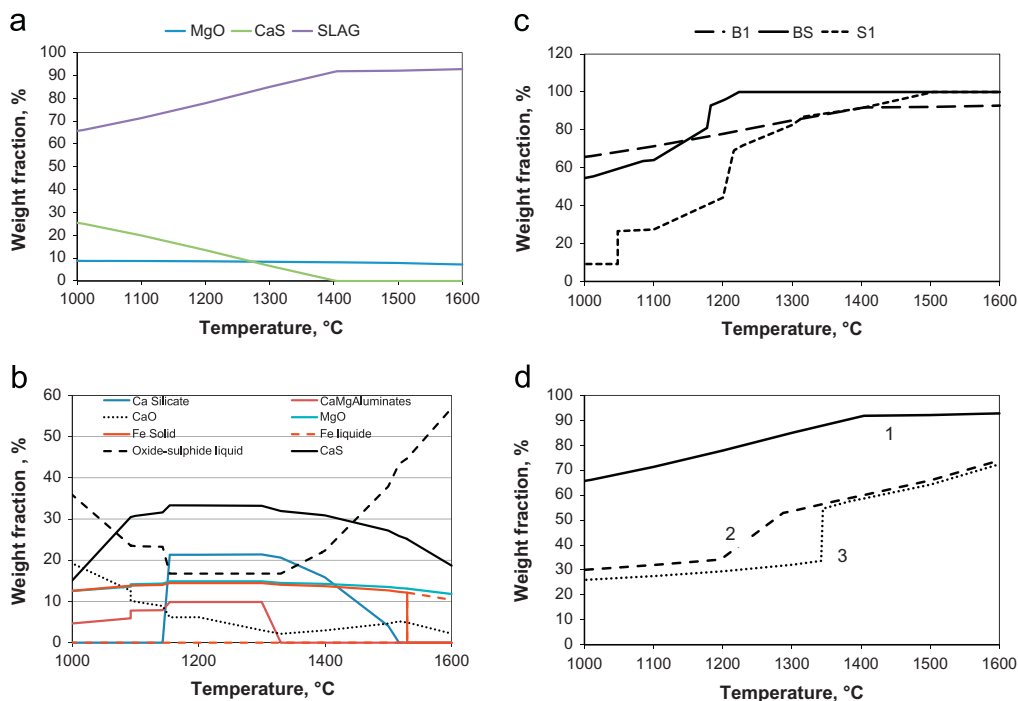 a
MgO CaS SLAG
100
90
80
70
60
50
40
30
20
10
0
1000 1100 1200 1300 1400 1500 1600
Weight fraction, %
Temperature, °C
c
B1 BS S1
120
100
80
60
40
20
0
1000 1100 1200 1300 1400 1500 1600
Weight fraction, %
Temperature, °C
b
Ca Silicate CaMgAluminates
CaO MgO
Fe Solid Fe liquide
Oxide-sulphide liquid CaS
60
50
40
30
20
10
0
1000 1200 1400 1600
Weight fraction , %
Temperature, °C
d
100
90
80
70
60
50
40
30
20
10
0
1
2
3
1000 1100 1200 1300 1400 1500 1600
Weight fraction, %
Temperature, °C